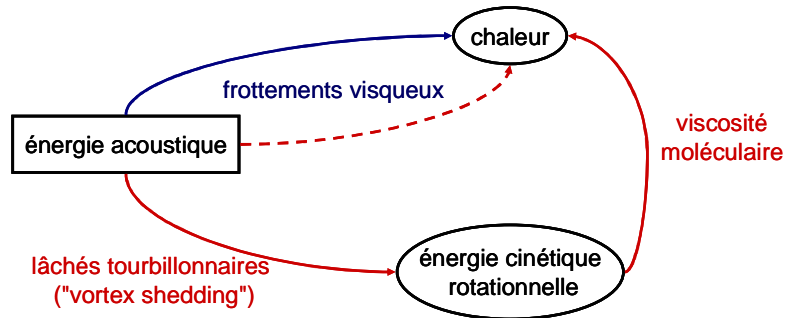 chaleur
frottements visqueux
énergie acoustique
viscosité
moléculaire
lâchés tourbillonnaires
("vortex shedding")
énergie cinétique
rotationnelle